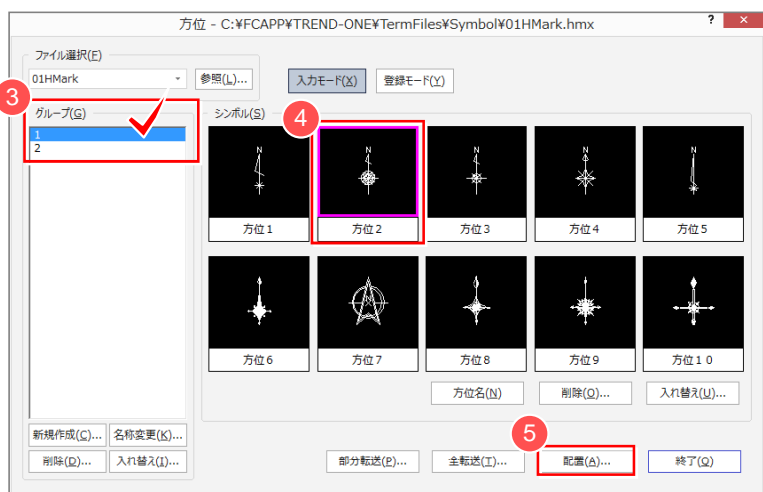 方位 - C:¥FCAPP¥TREND-ONE¥TermFiles¥Symbol¥01HMark.hmx ? ×
ファイル選択(F)
01HMark 参照(L)... 入力モード(X) 登録モード(Y)
3 グループ(G) シンボル(S) 4
1
2
N N N N N
方位1 方位2 方位3 方位4 方位5
N
方位6 方位7 方位8 方位9 方位10
方位名(N) 削除(O)... 入れ替え(U)...
5
新規作成(C)... 名称変更(K)...
削除(D)... 入れ替え(I)... 部分転送(P)... 全転送(T)... 配置(A)... 終了(Q)